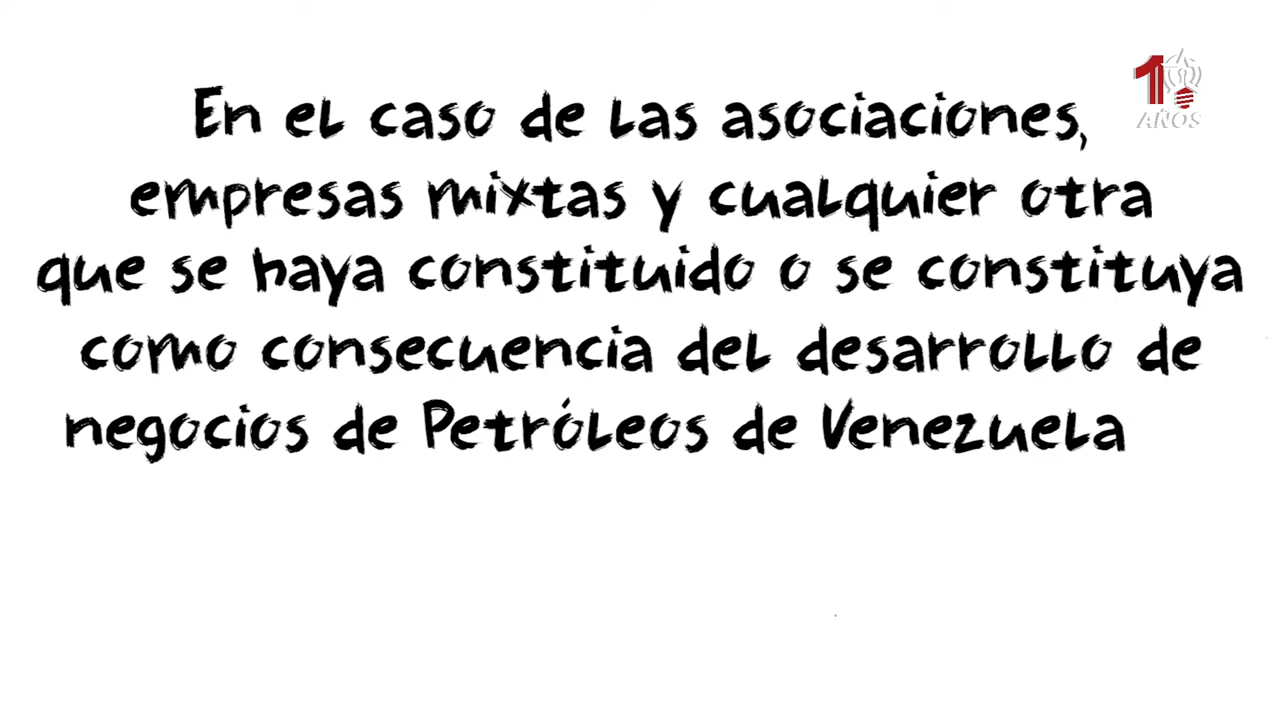 10
AÑOS
En el caso de las asociaciones,
empresas mixtas y cualquier otra
que se haya constituido o se constituya
como consecuencia del desarrollo de
negocios de Petróleos de Venezuela